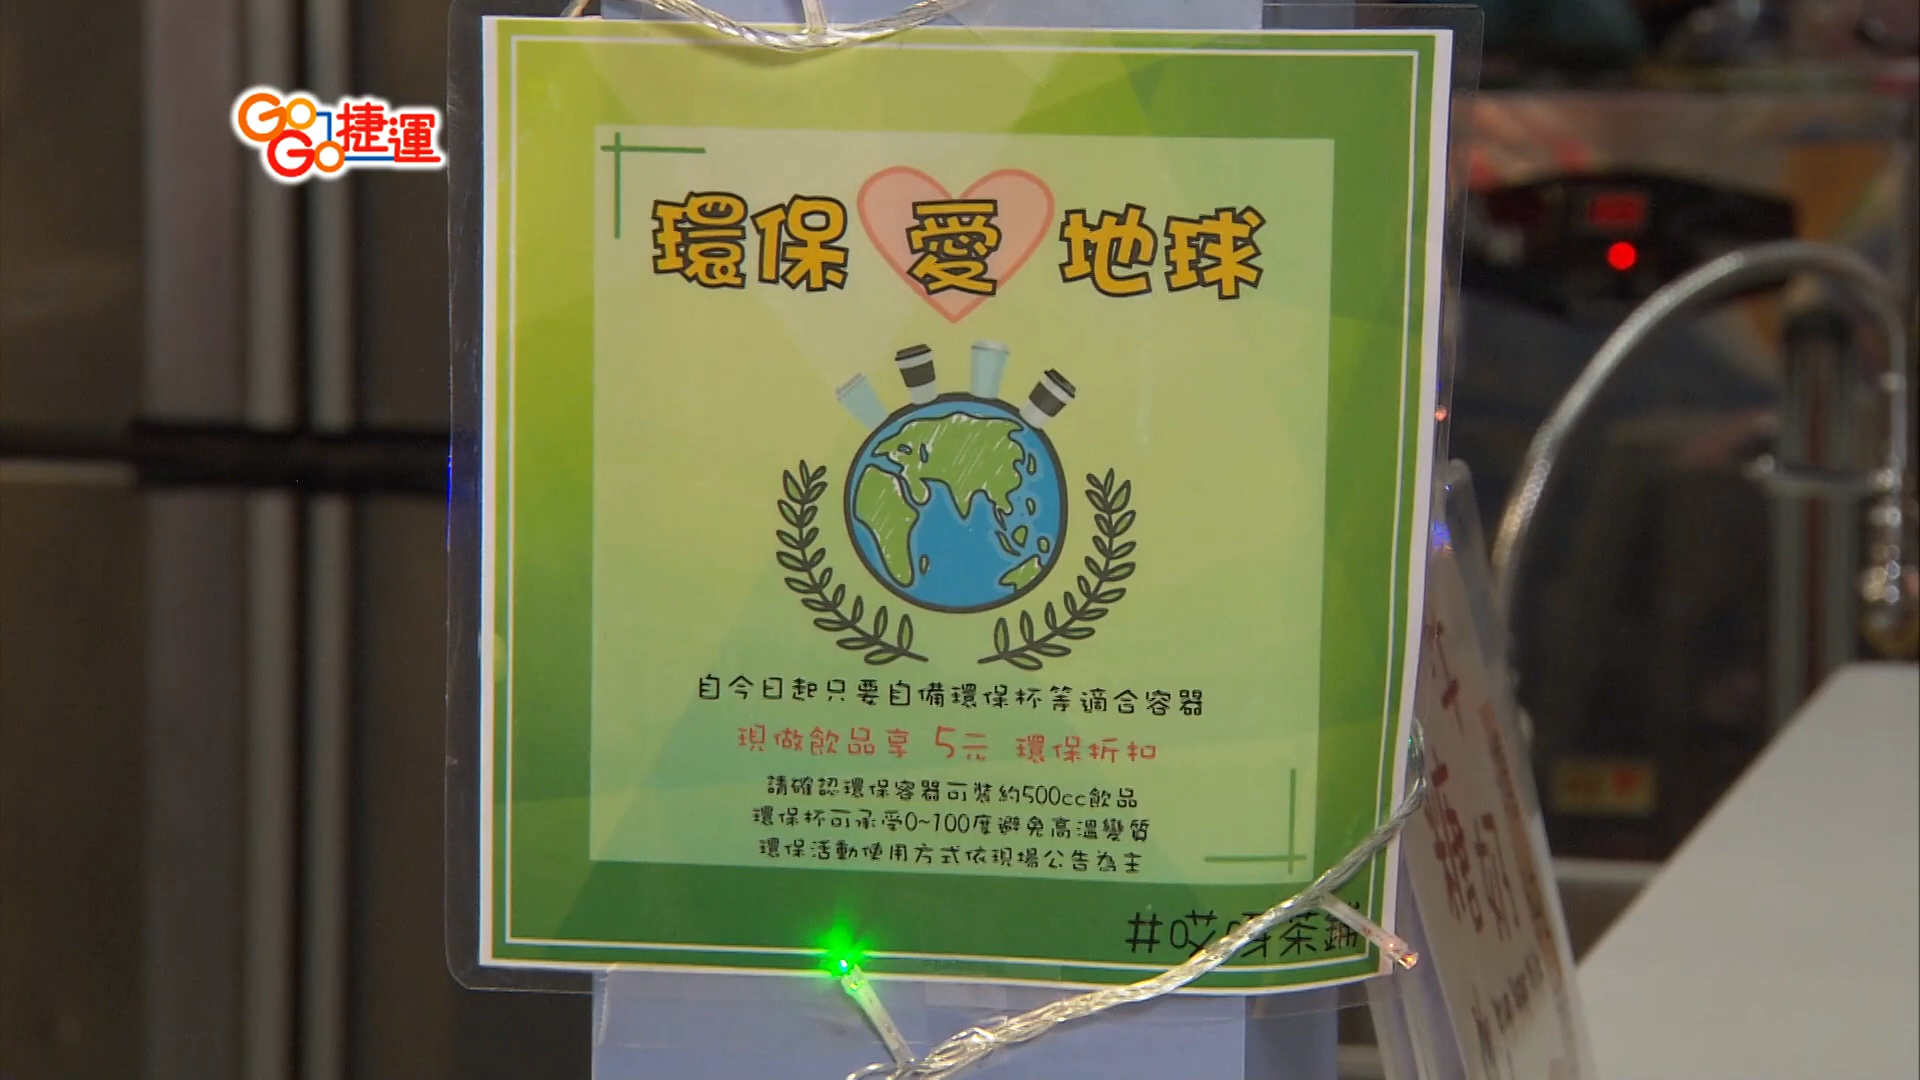 GOGO捷運
環保 愛 地球
自今日起只要自備環保杯等適合容器
現做飲品享 5元 環保折扣
請確認環保容器可裝約500cc飲品
環保杯可承受0~100度避免高溫變質
環保活動使用方式依現場公告為主
#哎呀茶鋪